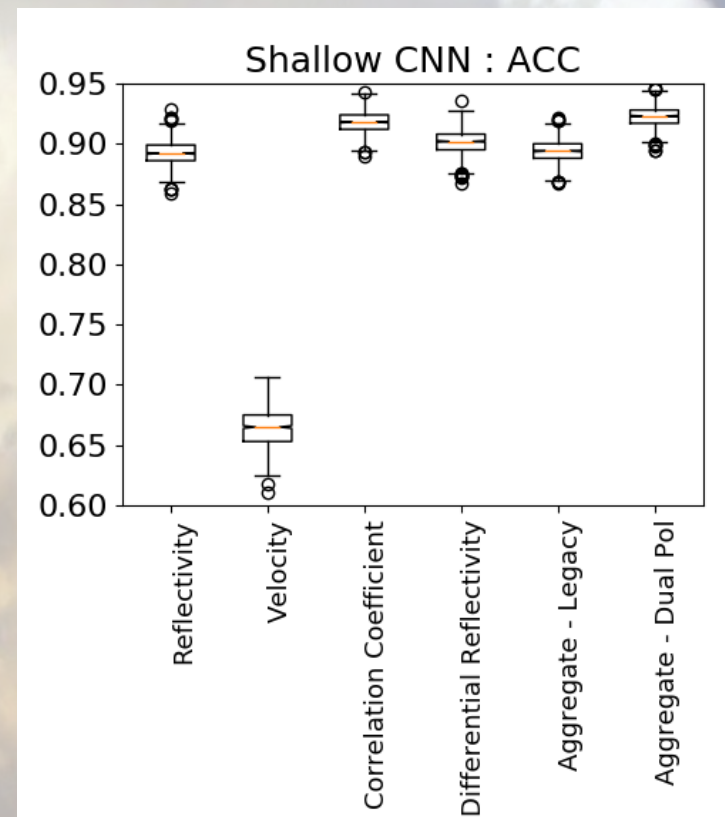 Shallow CNN : ACC
0.95
0.90
0.85
0.80
0.75
0.70
0.65
0.60
Reflectivity
Velocity
Correlation Coefficient
Differential Reflectivity
Aggregate - Legacy
Aggregate - Dual Pol